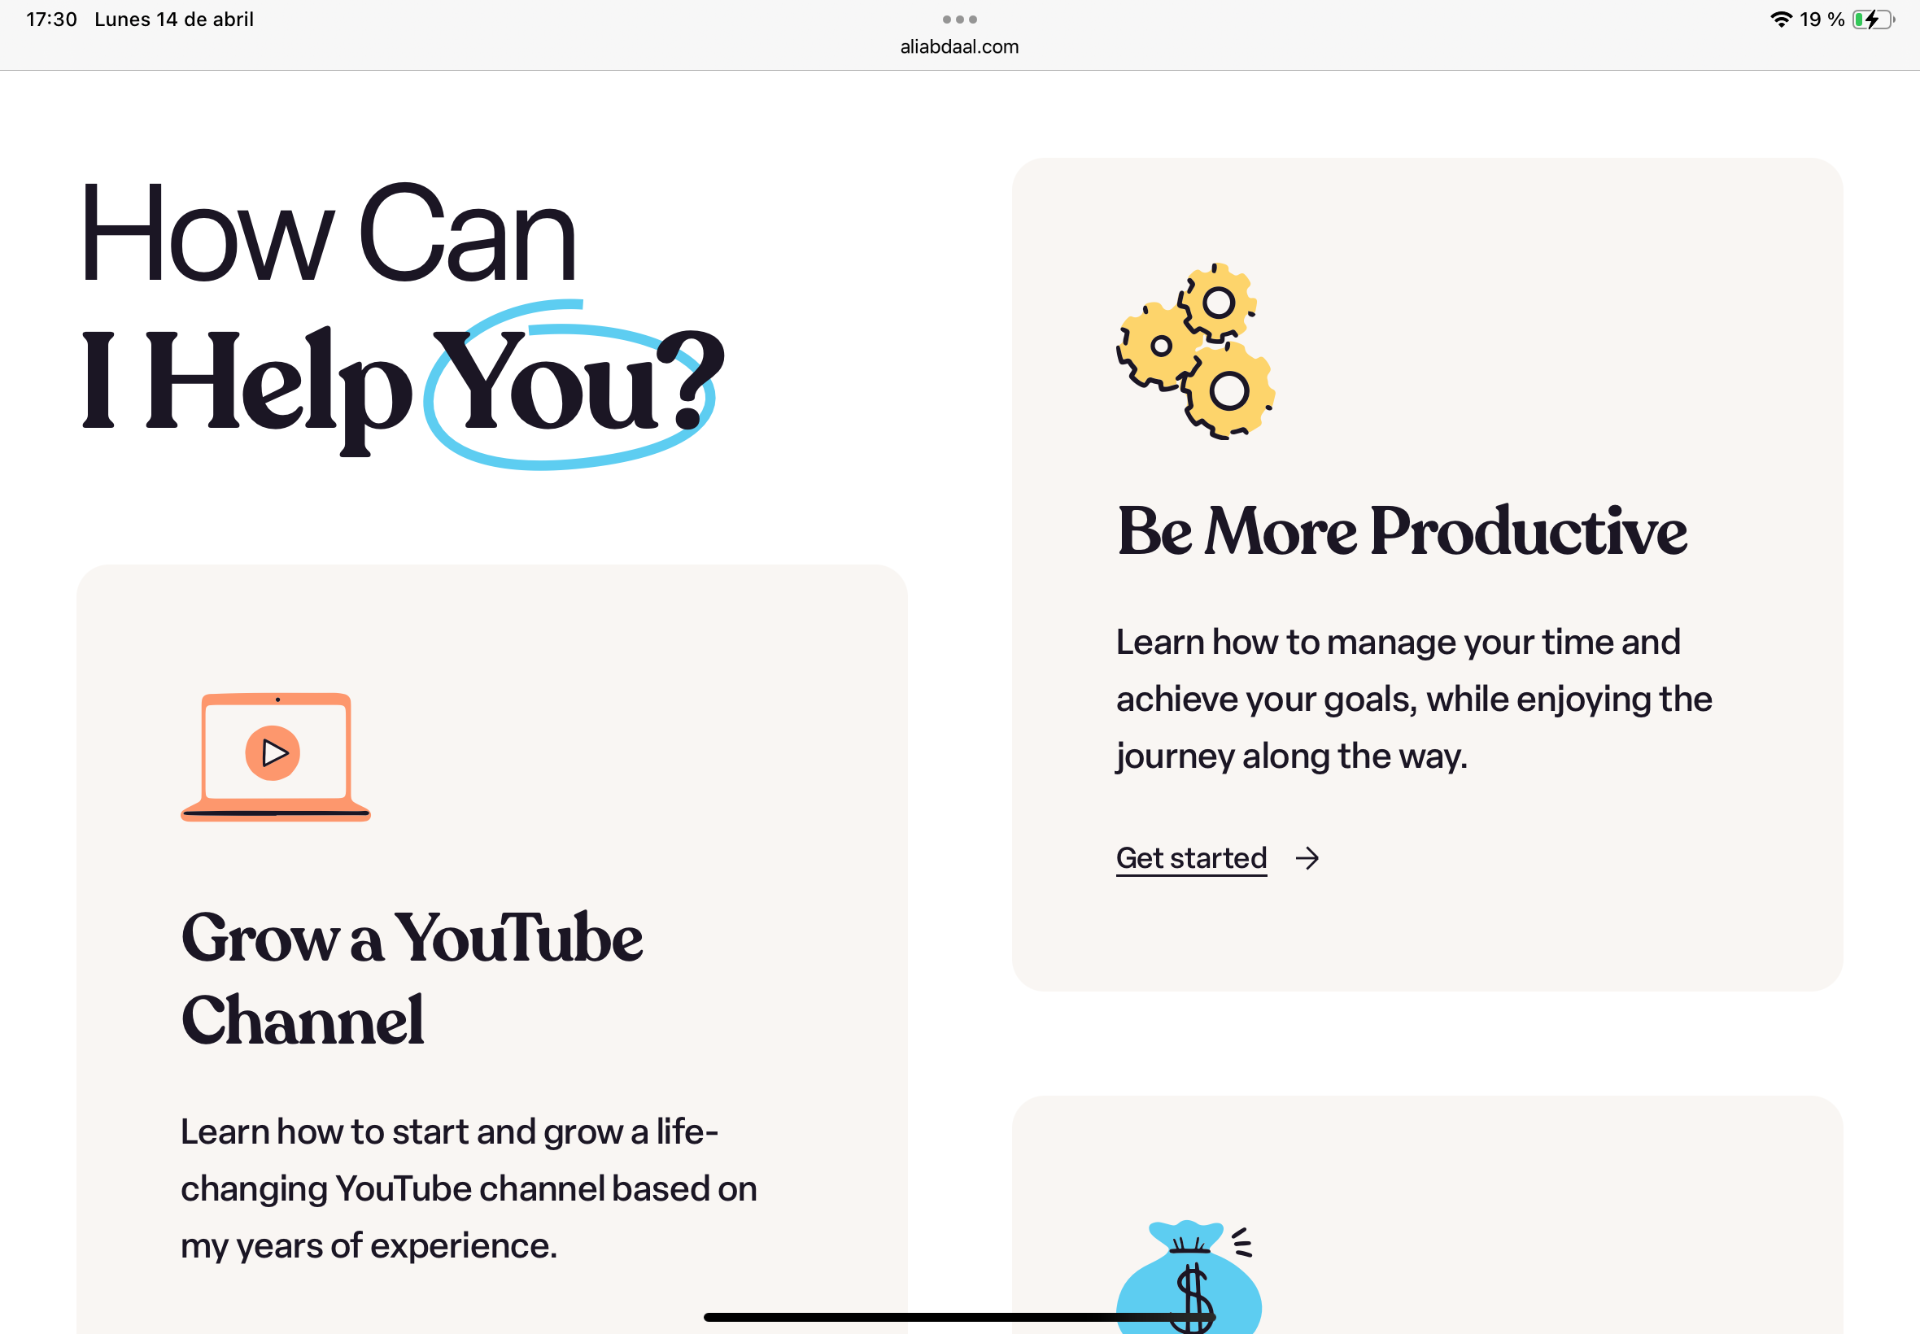 17:30 Lunes 14 de abril
19 %
aliabdaal.com
How Can
I Help You?
Be More Productive
Learn how to manage your time and
achieve your goals, while enjoying the
journey along the way.
Get started
Grow a YouTube
Channel
Learn how to start and grow a life-
changing YouTube channel based on
my years of experience.
$